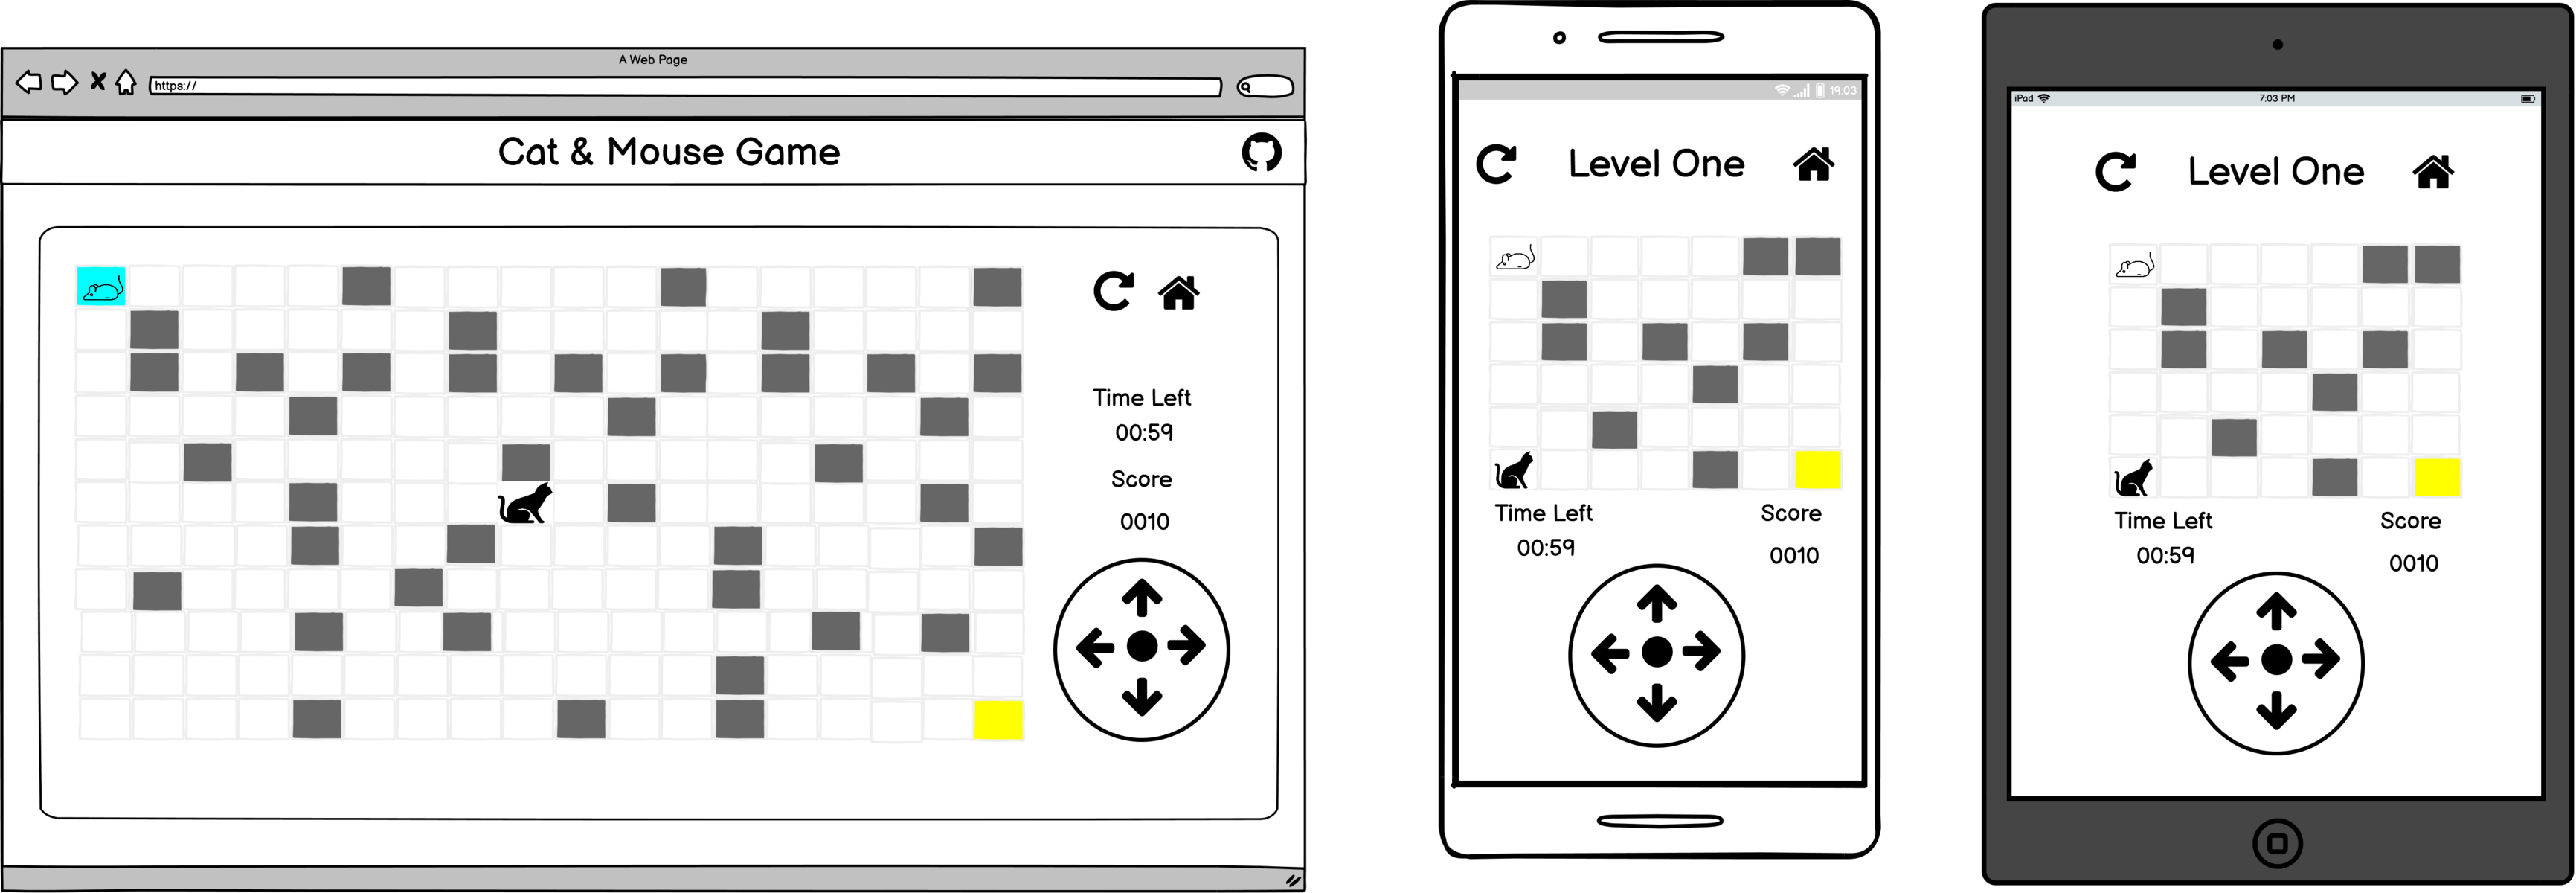 A Web Page
https://
Cat & Mouse Game
Time Left
00:59
Score
0010
19:03
Level One
Time Left
Score
00:59
0010
iPad
7:03 PM
Level One
Time Left
Score
00:59
0010